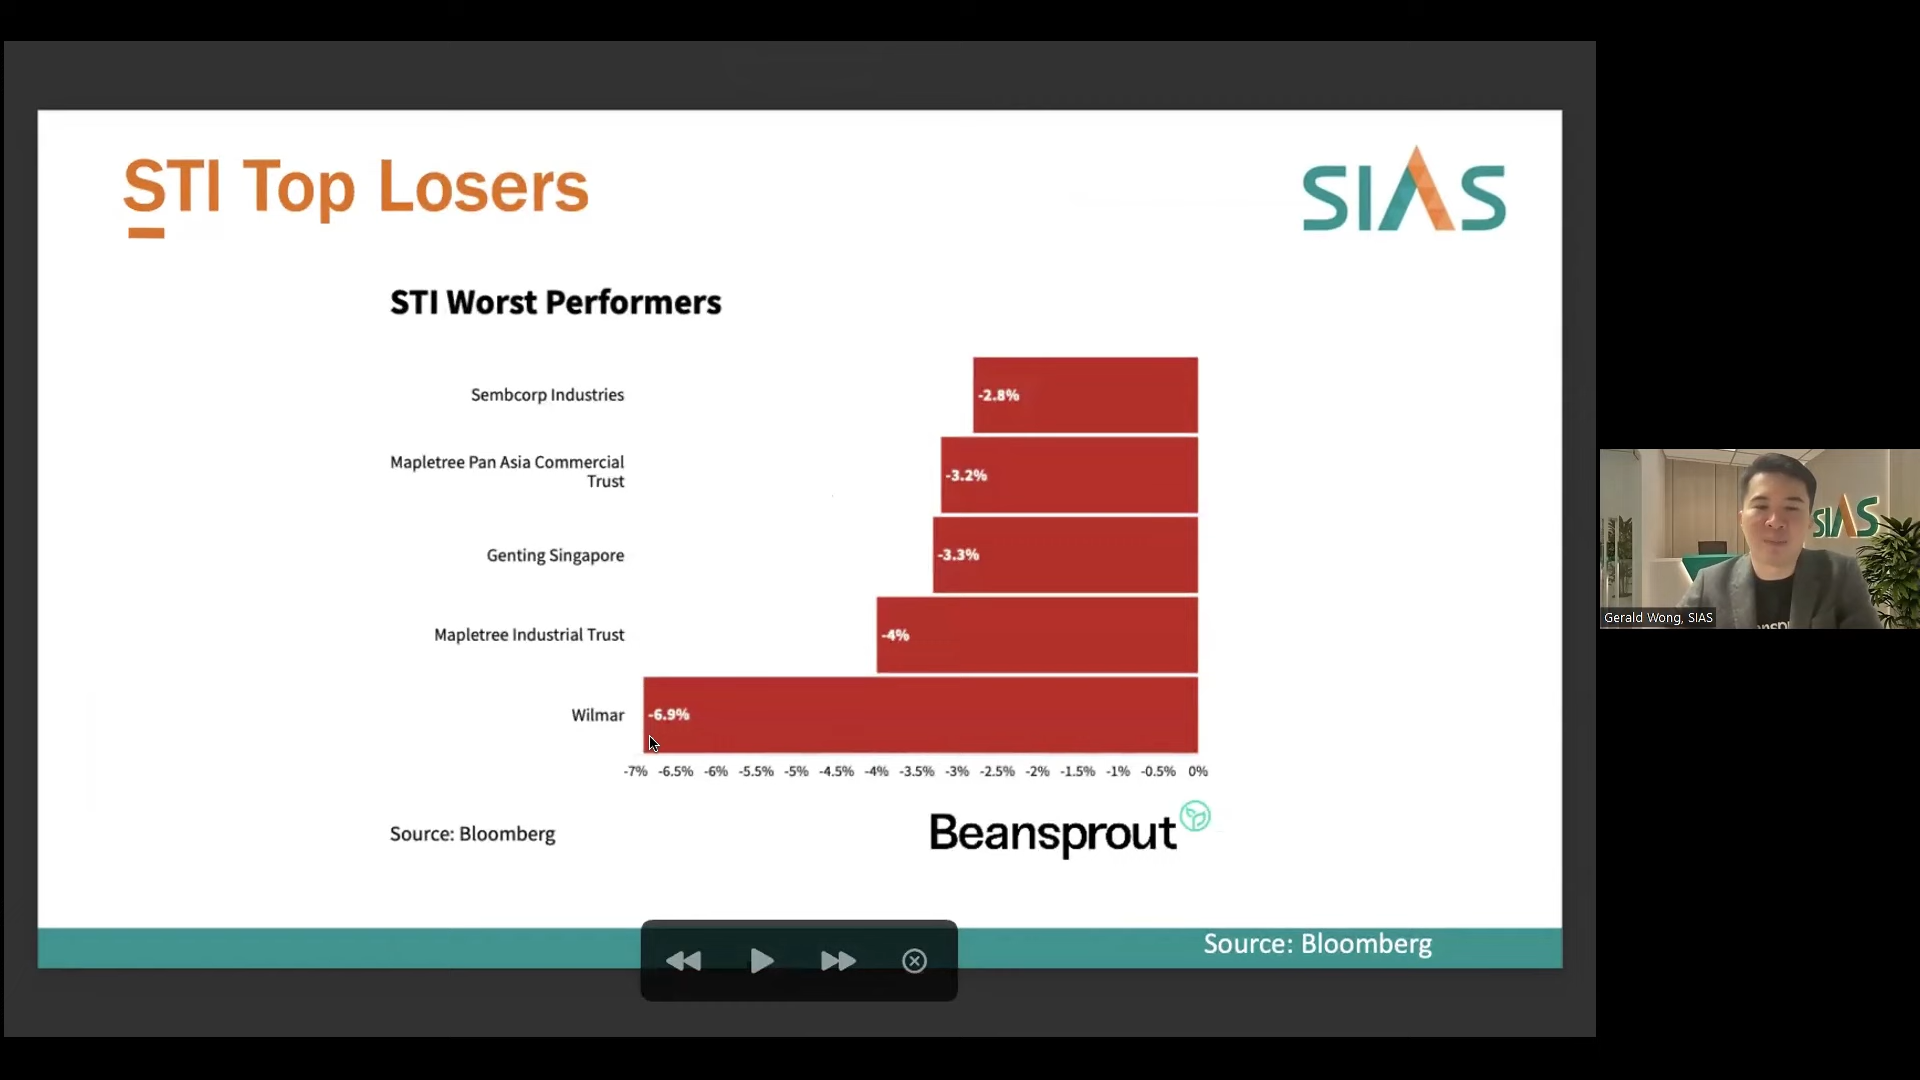 STI Top Losers
SIAS
STI Worst Performers
Sembcorp Industries
-2.8%
Mapletree Pan Asia Commercial
Trust
-3.2%
Genting Singapore
-3.3%
Mapletree Industrial Trust
-4%
Wilmar
-6.9%
-7% -6.5% -6% -5.5% -5% -4.5% -4% -3.5% -3% -2.5% -2% -1.5% -1% -0.5% 0%
Source: Bloomberg
Beansprout
Source: Bloomberg
SIAS
Gerald Wong, SIAS